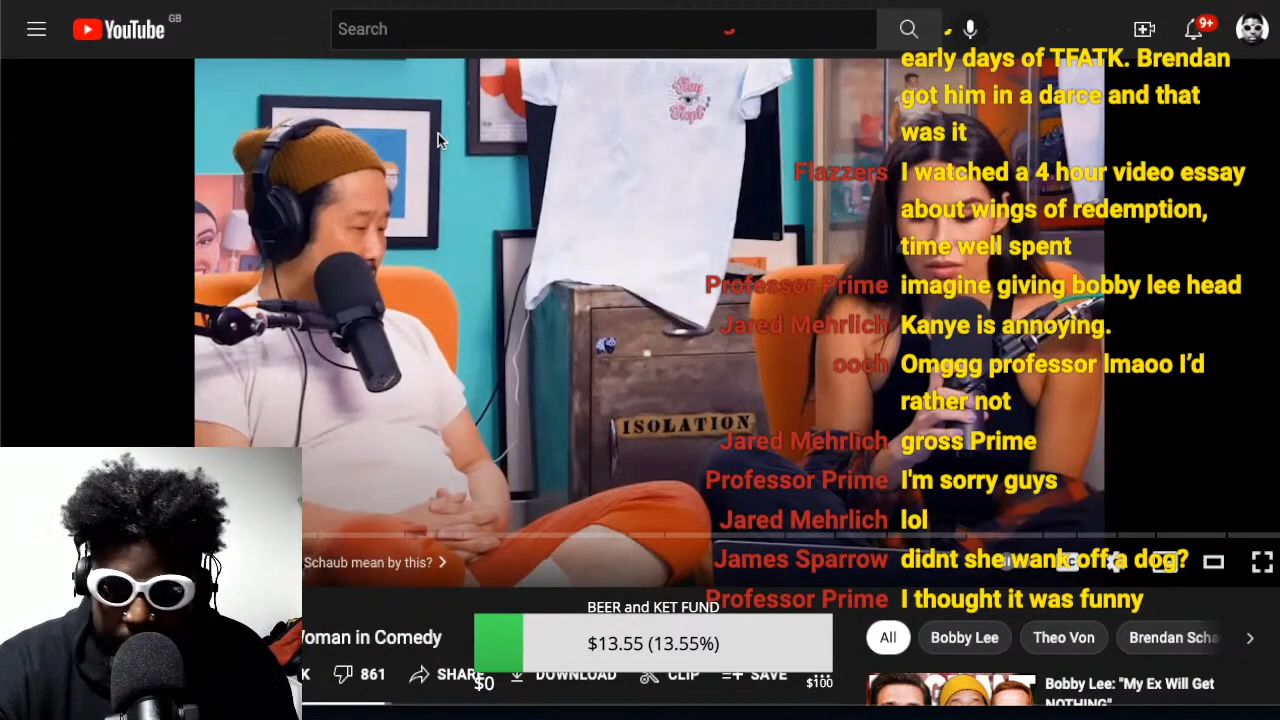 YouTube GB
Search
9+
early days of TFATK. Brendan
got him in a darce and that
was it
Flazzers I watched a 4 hour video essay
about wings of redemption,
time well spent
Professor Prime imagine giving bobby lee head
Jared Mehrlich Kanye is annoying.
ooch Omggg professor lmaoo I’d
rather not
Jared Mehrlich gross Prime
Professor Prime I'm sorry guys
Jared Mehrlich lol
James Sparrow didnt she wank off a dog?
Professor Prime I thought it was funny
Stay
ISOLATION
Schaub mean by this?
BEER and KET FUND
$13.55 (13.55%)
$0
$100
Woman in Comedy
K 861 SHARE DOWNLOAD CLIP SAVE
All Bobby Lee Theo Von Brendan Scha
Bobby Lee: "My Ex Will Get
NOTHING"